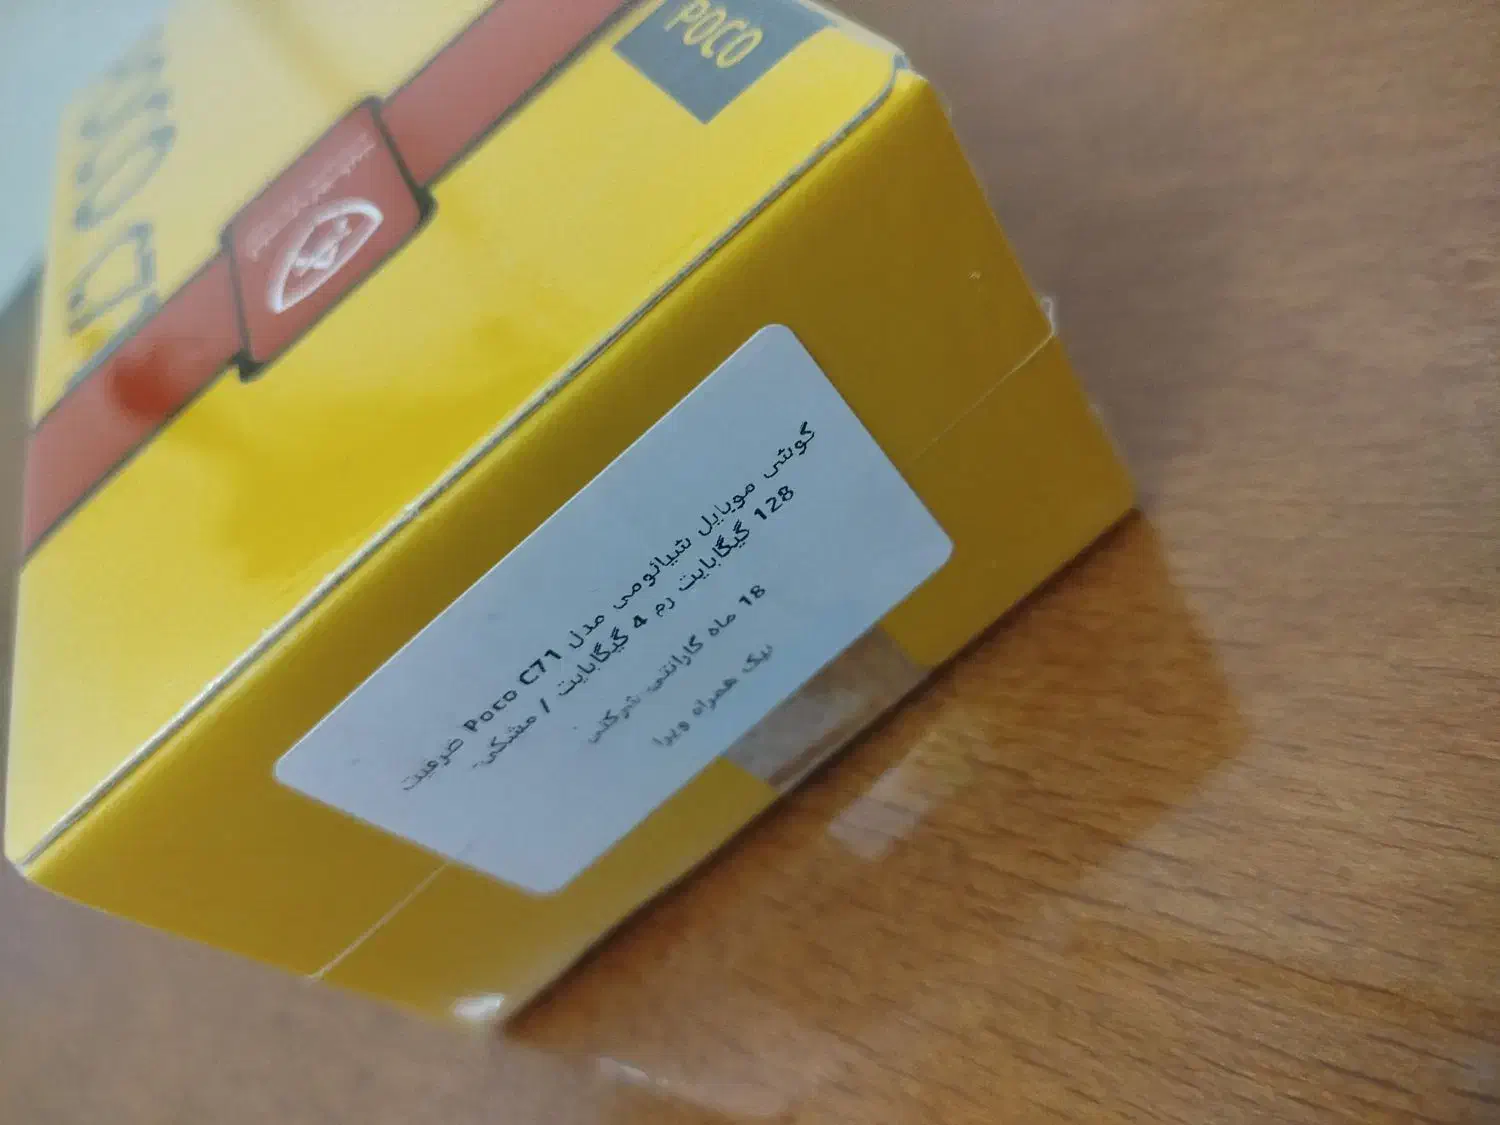 POCO
گوشی موبایل شیائومی مدل Poco C71 ظرفیت
128 گیگابایت رم 4 گیگابایت / مشکی
18 ماه گارانتی شرکتی
پیک همراه ویرا